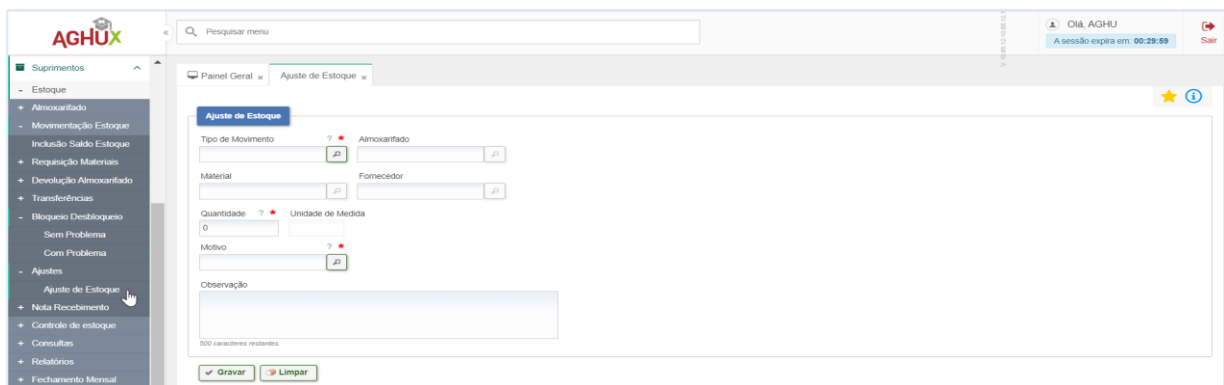 AGHUX
«
Pesquisar menu
Olá, AGHU
A sessão expira em: 00:29:59
Sair
Suprimentos
- Estoque
+ Almoxarifado
- Movimentação Estoque
Inclusão Saldo Estoque
+ Requisição Materiais
+ Devolução Almoxarifado
+ Transferências
- Bloqueio Desbloqueio
Sem Problema
Com Problema
- Ajustes
Ajuste de Estoque
+ Nota Recebimento
+ Controle de estoque
+ Consultas
+ Relatórios
+ Fechamento Mensal
Painel Geral
Ajuste de Estoque
Ajuste de Estoque
Tipo de Movimento ? * Almoxarifado
Material Fornecedor
Quantidade ? * Unidade de Medida
0
Motivo ? *
Observação
500 caracteres restantes.
Gravar Limpar